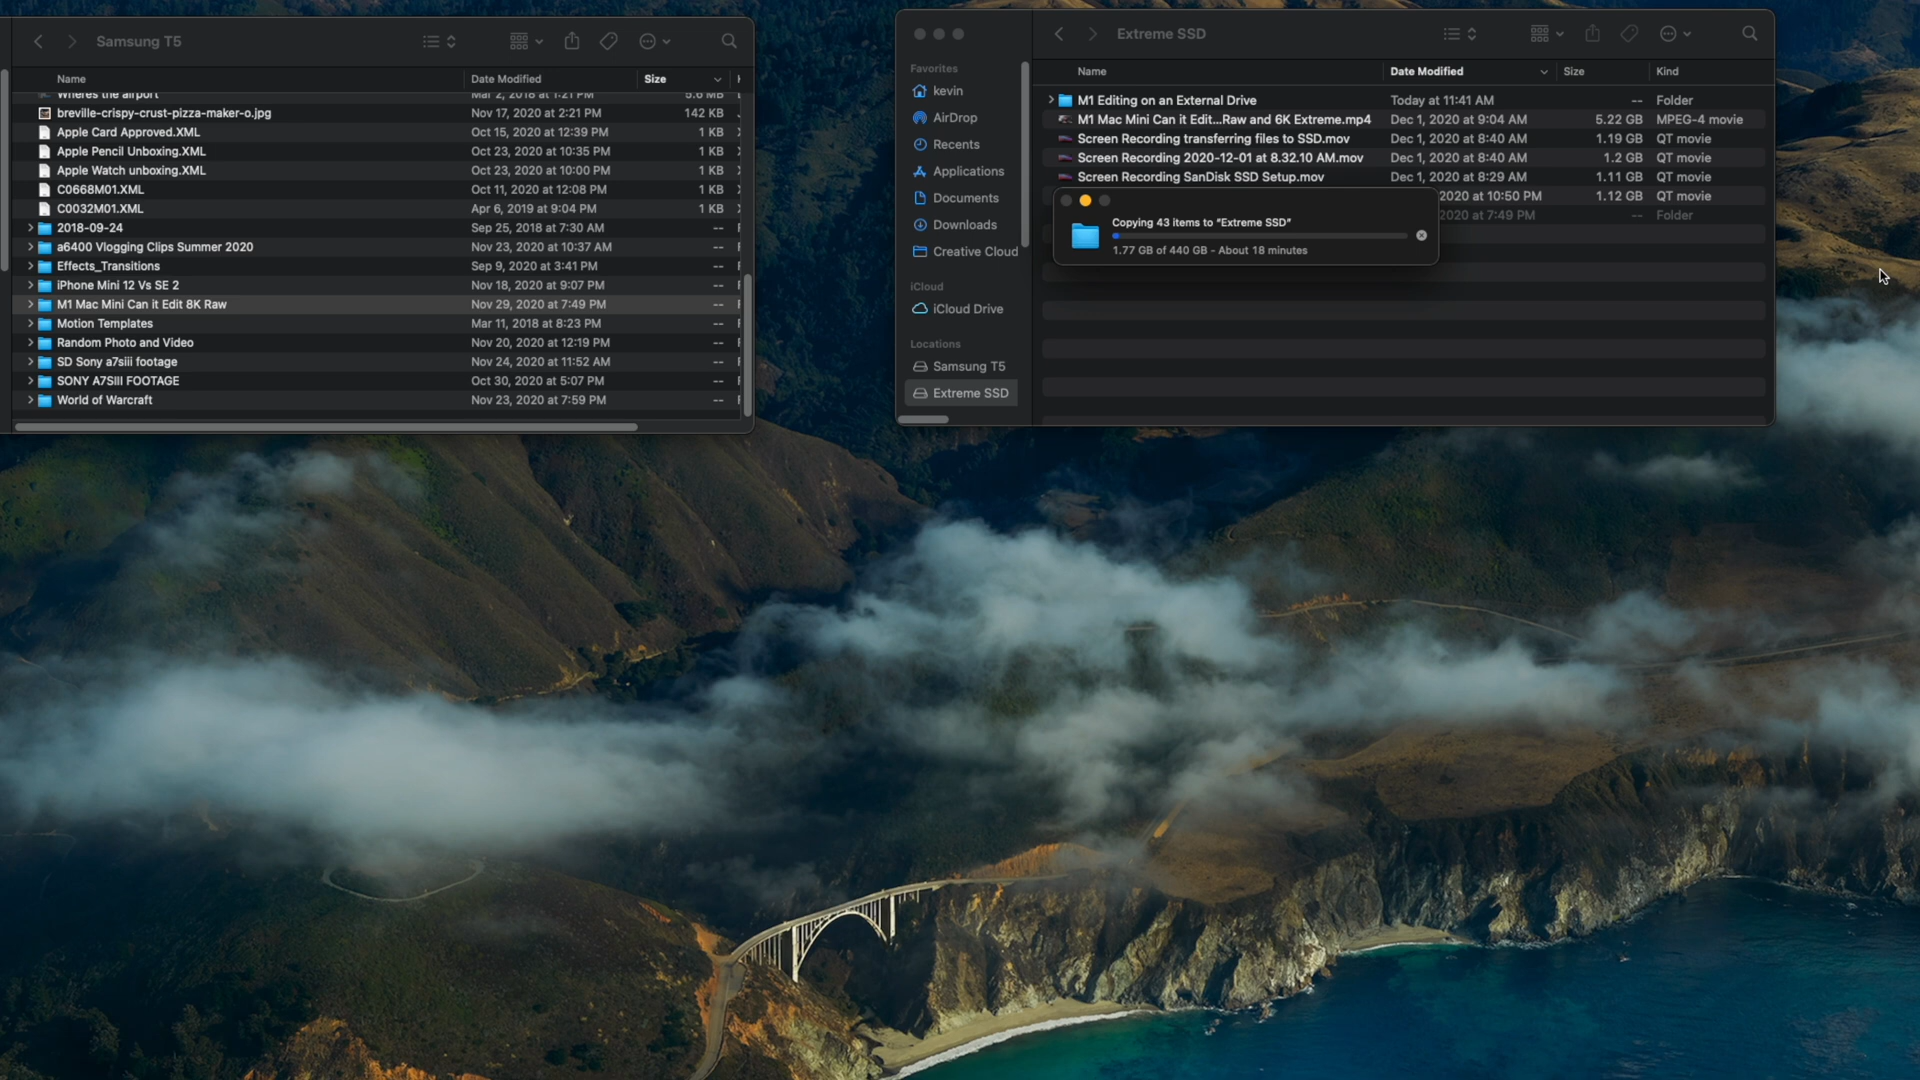 Samsung T5
Name Date Modified Size
Wheres the airport Mar 2, 2018 at 1:21 PM 5.6 MB
breville-crispy-crust-pizza-maker-o.jpg Nov 17, 2020 at 2:21 PM 142 KB
Apple Card Approved.XML Oct 15, 2020 at 12:39 PM 1 KB
Apple Pencil Unboxing.XML Oct 23, 2020 at 10:35 PM 1 KB
Apple Watch unboxing.XML Oct 23, 2020 at 10:00 PM 1 KB
C0668M01.XML Oct 11, 2020 at 12:08 PM 1 KB
C0032M01.XML Apr 6, 2019 at 9:04 PM 1 KB
2018-09-24 Sep 25, 2018 at 7:30 AM --
a6400 Vlogging Clips Summer 2020 Nov 23, 2020 at 10:37 AM --
Effects_Transitions Sep 9, 2020 at 3:41 PM --
iPhone Mini 12 Vs SE 2 Nov 18, 2020 at 9:07 PM --
M1 Mac Mini Can it Edit 8K Raw Nov 29, 2020 at 7:49 PM --
Motion Templates Mar 11, 2018 at 8:23 PM --
Random Photo and Video Nov 20, 2020 at 12:19 PM --
SD Sony a7siii footage Nov 24, 2020 at 11:52 AM --
SONY A7SIII FOOTAGE Oct 30, 2020 at 5:07 PM --
World of Warcraft Nov 23, 2020 at 7:59 PM --
Favorites
kevin
AirDrop
Recents
Applications
Documents
Downloads
Creative Cloud
iCloud
iCloud Drive
Locations
Samsung T5
Extreme SSD
Extreme SSD
Name Date Modified Size Kind
M1 Editing on an External Drive Today at 11:41 AM -- Folder
M1 Mac Mini Can it Edit...Raw and 6K Extreme.mp4 Dec 1, 2020 at 9:04 AM 5.22 GB MPEG-4 movie
Screen Recording transferring files to SSD.mov Dec 1, 2020 at 8:40 AM 1.19 GB QT movie
Screen Recording 2020-12-01 at 8.32.10 AM.mov Dec 1, 2020 at 8:40 AM 1.2 GB QT movie
Screen Recording SanDisk SSD Setup.mov Dec 1, 2020 at 8:29 AM 1.11 GB QT movie
2020 at 10:50 PM 1.12 GB QT movie
2020 at 7:49 PM -- Folder
Copying 43 items to "Extreme SSD"
1.77 GB of 440 GB - About 18 minutes